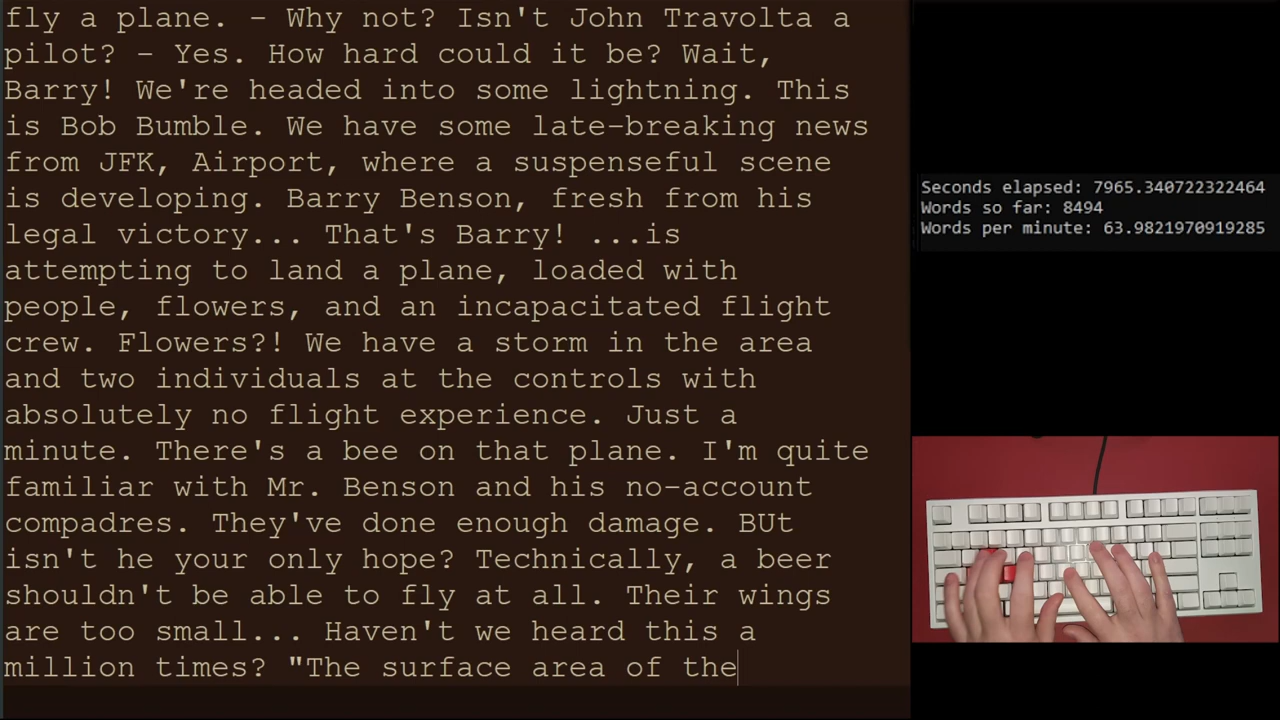 fly a plane. - Why not? Isn't John Travolta a
pilot? - Yes. How hard could it be? Wait,
Barry! We're headed into some lightning. This
is Bob Bumble. We have some late-breaking news
from JFK, Airport, where a suspenseful scene
is developing. Barry Benson, fresh from his
legal victory... That's Barry! ...is
attempting to land a plane, loaded with
people, flowers, and an incapacitated flight
crew. Flowers?! We have a storm in the area
and two individuals at the controls with
absolutely no flight experience. Just a
minute. There's a bee on that plane. I'm quite
familiar with Mr. Benson and his no-account
compadres. They've done enough damage. BUt
isn't he your only hope? Technically, a beer
shouldn't be able to fly at all. Their wings
are too small... Haven't we heard this a
million times? "The surface area of the
Seconds elapsed: 7965.340722322464
Words so far: 8494
Words per minute: 63.9821970919285